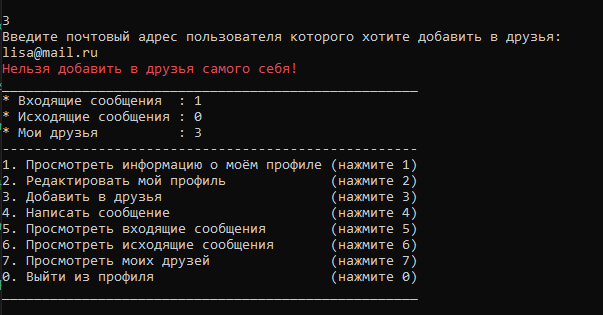 3
Введите почтовый адрес пользователя которого хотите добавить в друзья:
lisa@mail.ru
Нельзя добавить в друзья самого себя!
____________________________________________________
* Входящие сообщения  : 1
* Исходящие сообщения : 0
* Мои друзья          : 3
----------------------------------------------------
1. Просмотреть информацию о моём профиле (нажмите 1)
2. Редактировать мой профиль             (нажмите 2)
3. Добавить в друзья                     (нажмите 3)
4. Написать сообщение                    (нажмите 4)
5. Просмотреть входящие сообщения        (нажмите 5)
6. Просмотреть исходящие сообщения       (нажмите 6)
7. Просмотреть моих друзей               (нажмите 7)
0. Выйти из профиля                      (нажмите 0)
____________________________________________________